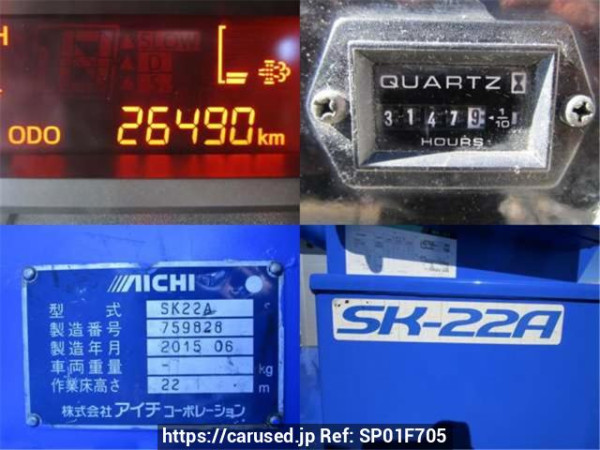 H
SLOW
D
ODO 26490km
QUARTZ
31479 1/10
HOURS
AICHI
型式 SK22A
製造番号 759828
製造年月 2015 06
車両重量 - kg
作業床高さ 22 m
株式会社アイチコーポレーション
SK-22A
https://carused.jp Ref: SP01F705